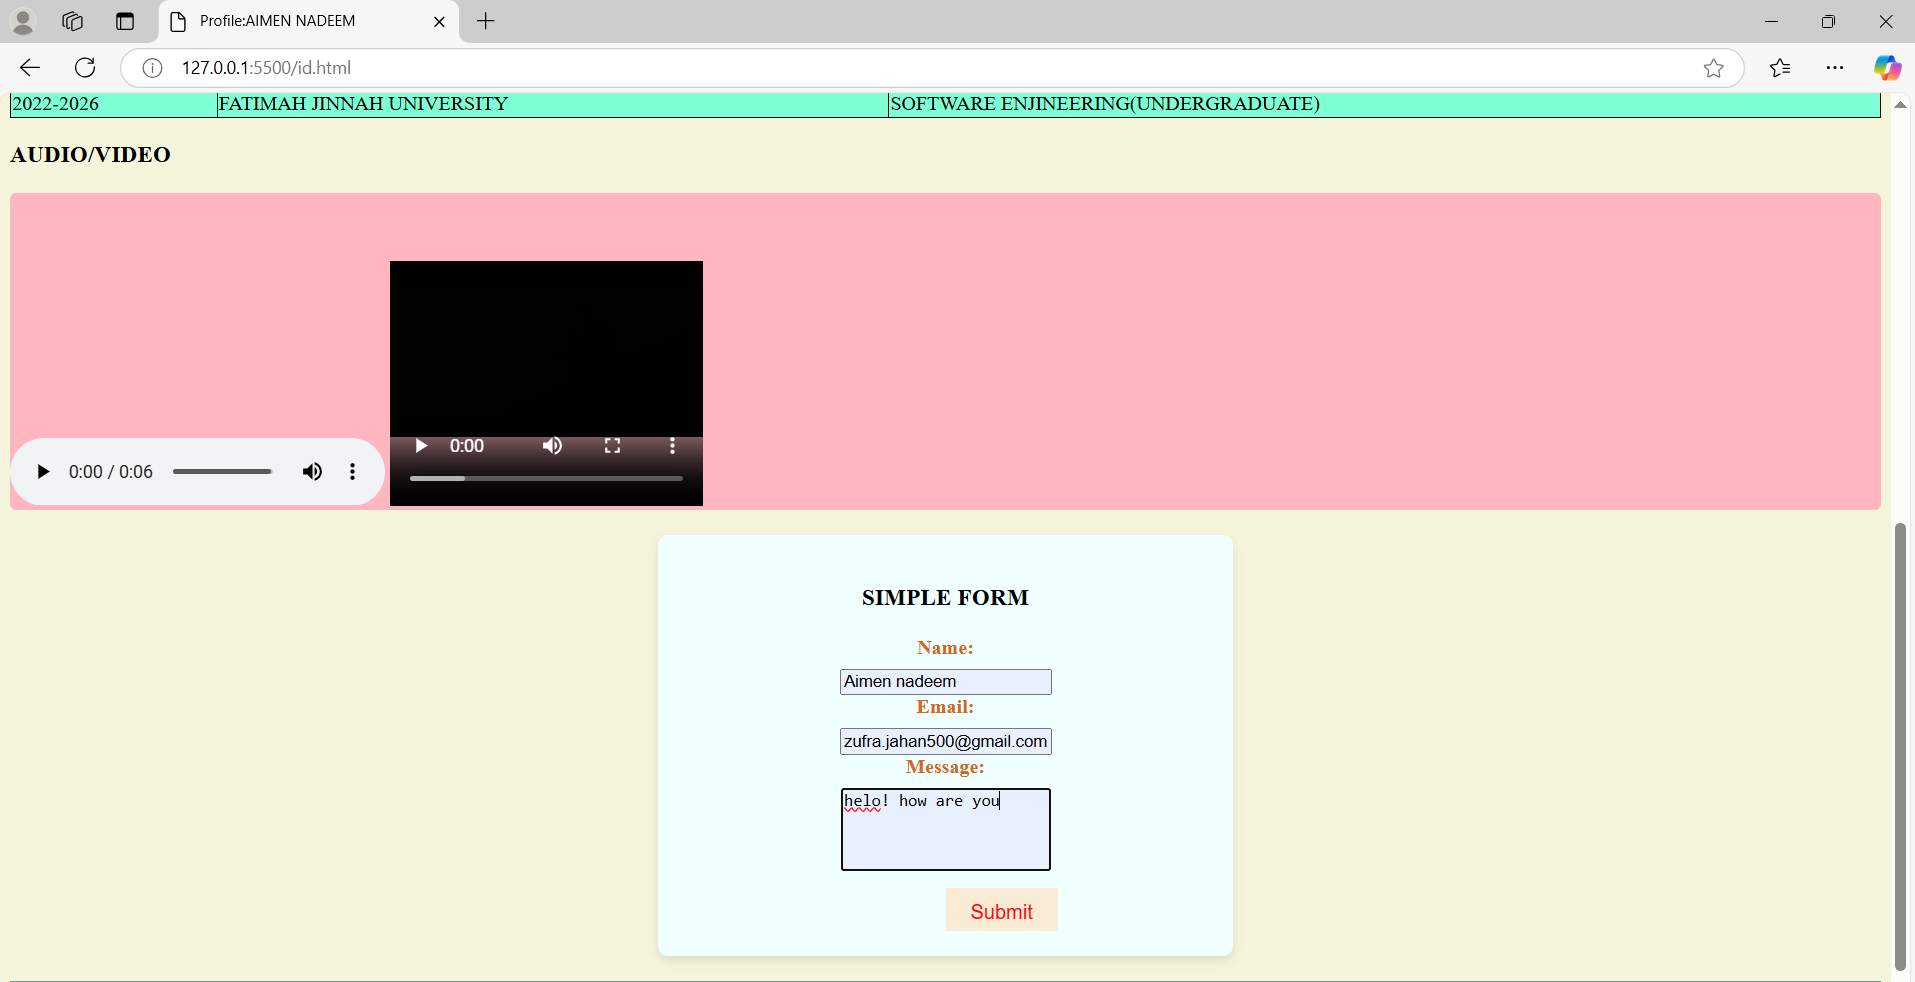 Profile:AIMEN NADEEM
127.0.0.1:5500/id.html
2022-2026 FATIMAH JINNAH UNIVERSITY SOFTWARE ENJINEERING(UNDERGRADUATE)
AUDIO/VIDEO
0:00
0:00 / 0:06
SIMPLE FORM
Name:
Aimen nadeem
Email:
zufra.jahan500@gmail.com
Message:
helo! how are you
Submit